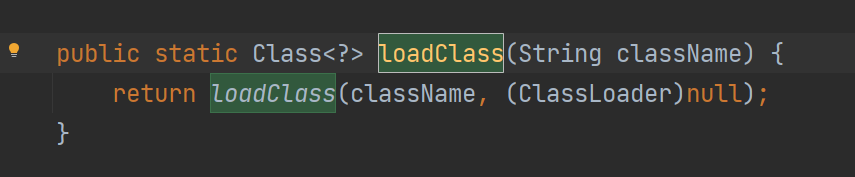 public static Class<?> loadClass(String className) {
return loadClass(className, (ClassLoader)null);
}